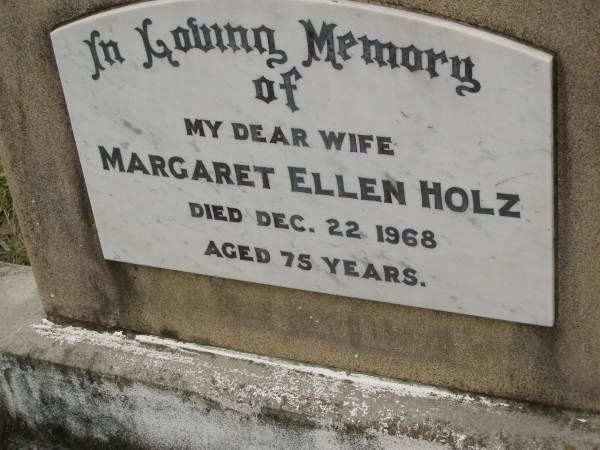 In Loving Memory
of
MY DEAR WIFE
MARGARET ELLEN HOLZ
DIED DEC. 22 1968
AGED 75 YEARS.